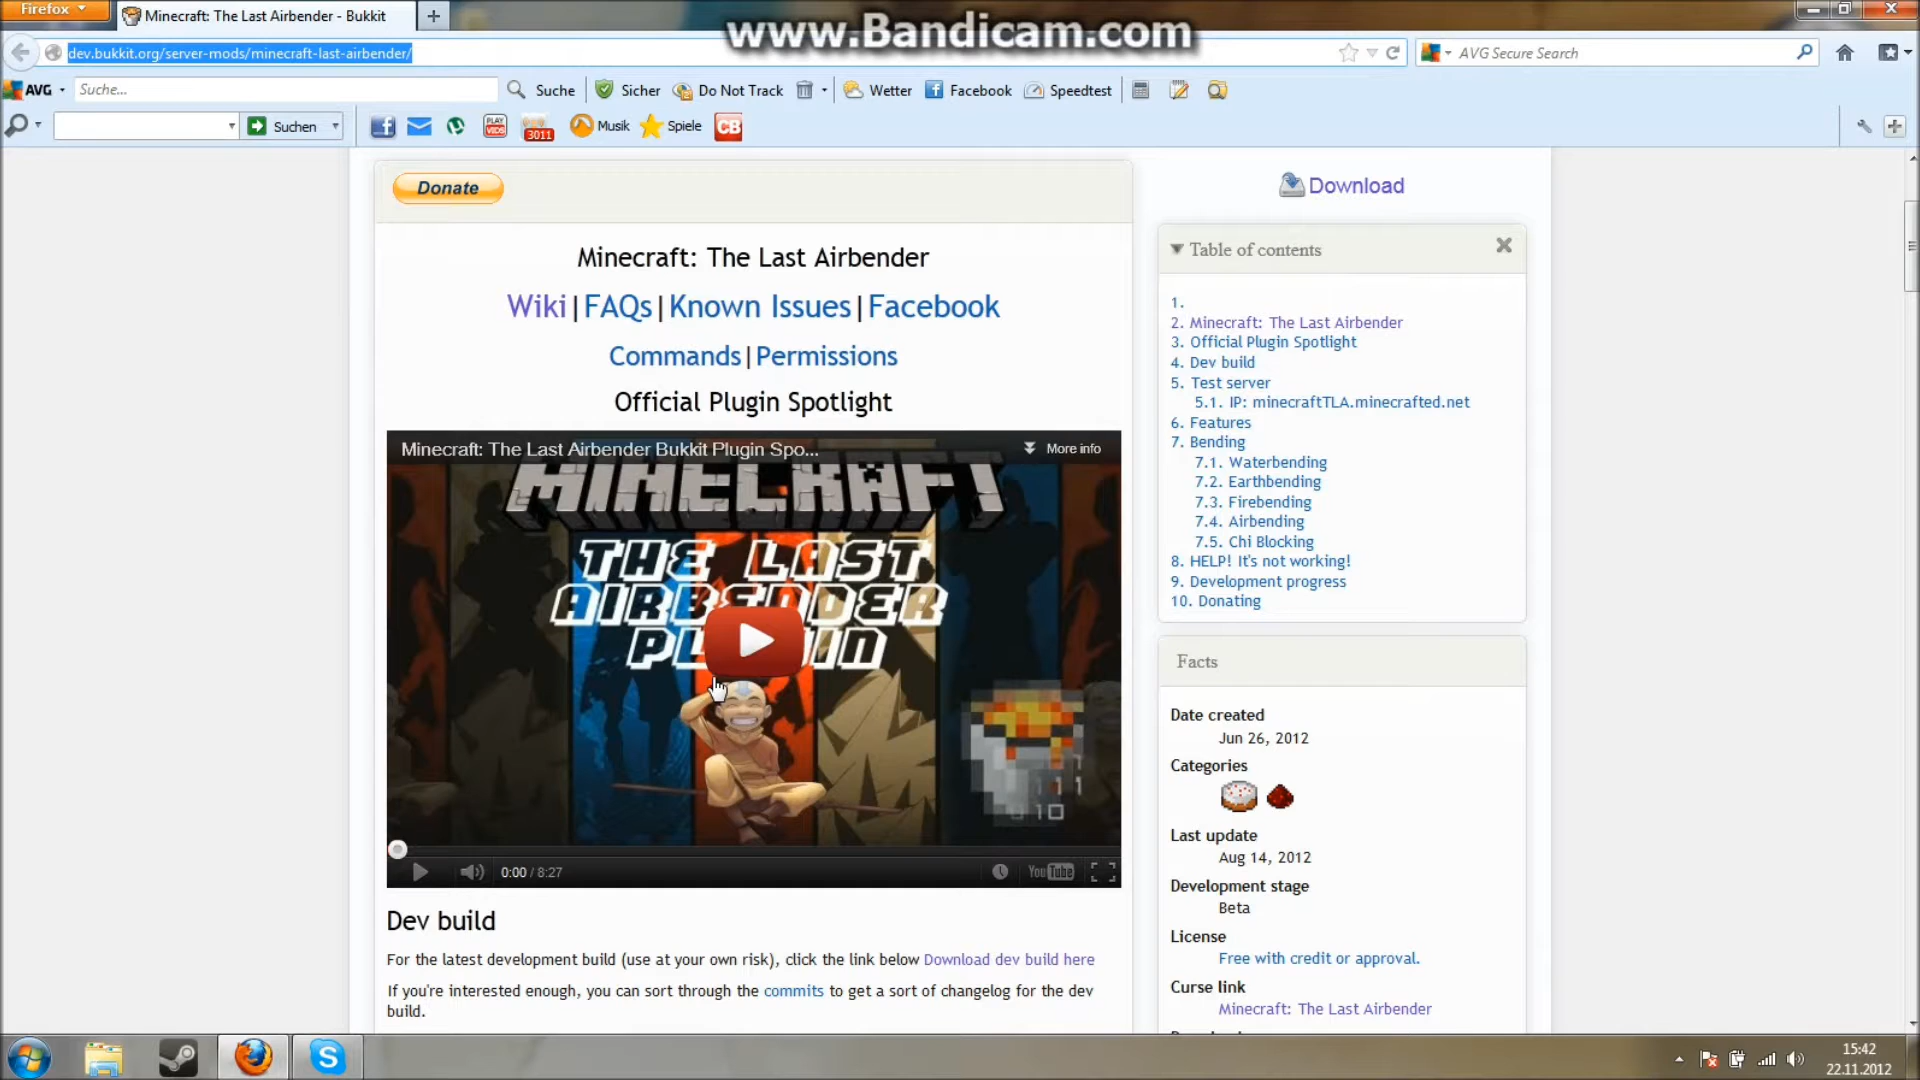 Firefox
Minecraft: The Last Airbender - Bukkit
www.Bandicam.com
dev.bukkit.org/server-mods/minecraft-last-airbender/
AVG Secure Search
AVG
Suche...
Suche
Sicher
Do Not Track
Wetter
Facebook
Speedtest
Suchen
PLAY VIDS
3011
Musik
Spiele
CB
Donate
Minecraft: The Last Airbender
Wiki|FAQs|Known Issues|Facebook
Commands|Permissions
Official Plugin Spotlight
Minecraft: The Last Airbender Bukkit Plugin Spo...
More info
MINECRAFT
THE LAST
AIRBENDER
0:00 / 8:27
YouTube
Dev build
For the latest development build (use at your own risk), click the link below Download dev build here
If you're interested enough, you can sort through the commits to get a sort of changelog for the dev
build.
Download
Table of contents
1.
2. Minecraft: The Last Airbender
3. Official Plugin Spotlight
4. Dev build
5. Test server
5.1. IP: minecraftTLA.minecrafted.net
6. Features
7. Bending
7.1. Waterbending
7.2. Earthbending
7.3. Firebending
7.4. Airbending
7.5. Chi Blocking
8. HELP! It's not working!
9. Development progress
10. Donating
Facts
Date created
Jun 26, 2012
Categories
Last update
Aug 14, 2012
Development stage
Beta
License
Free with credit or approval.
Curse link
Minecraft: The Last Airbender
15:42
22.11.2012